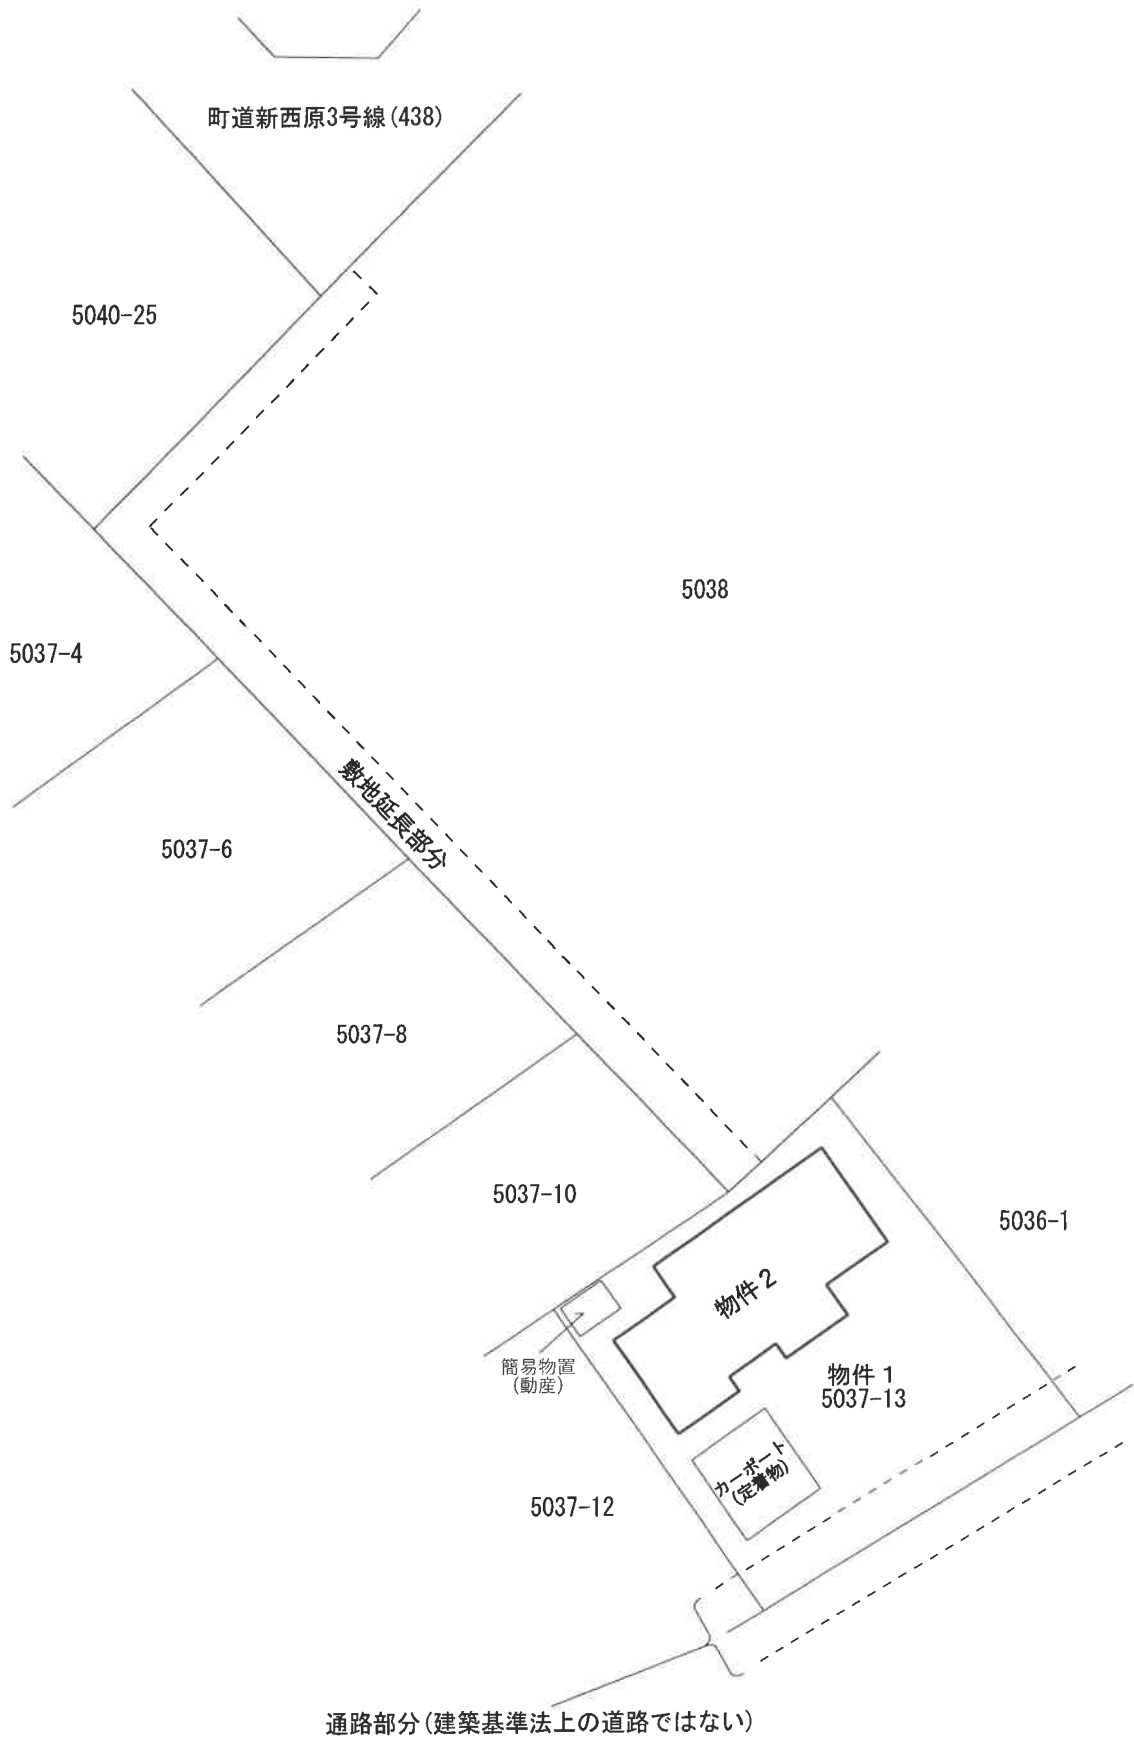 町道新西原3号線(438)
5040-25
5038
5037-4
敷地延長部分
5037-6
5037-8
5037-10
5036-1
物件2
簡易物置
(動産)
物件1
5037-13
カーポート
(定着物)
5037-12
通路部分(建築基準法上の道路ではない)